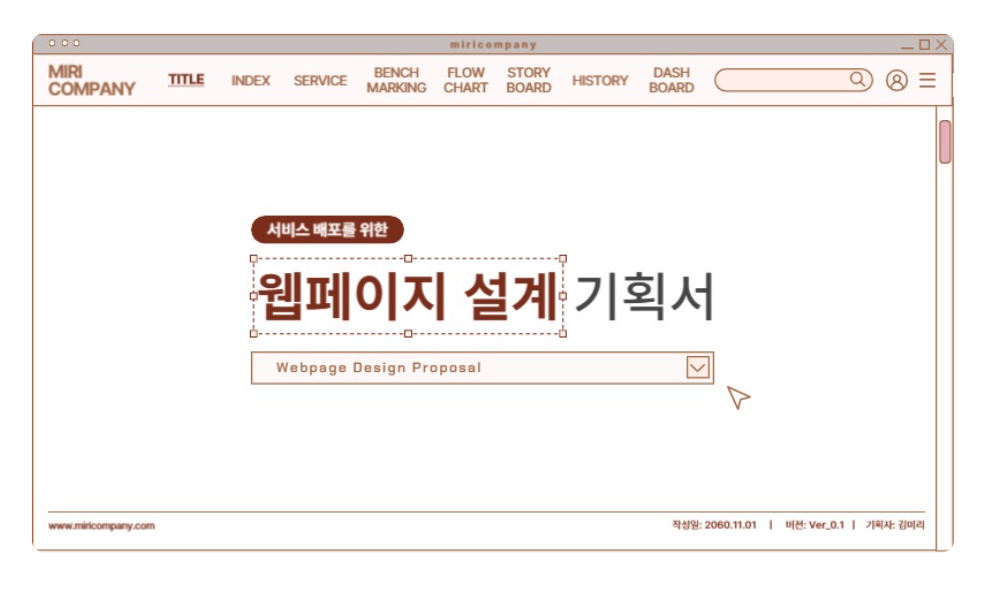 miricompany
MIRI
COMPANY
TITLE
INDEX
SERVICE
BENCH
MARKING
FLOW
CHART
STORY
BOARD
HISTORY
DASH
BOARD
서비스 배포를 위한
웹페이지 설계 기획서
Webpage Design Proposal
www.miricompany.com
작성일: 2060.11.01 | 버전: Ver_0.1 | 기획자: 김미리